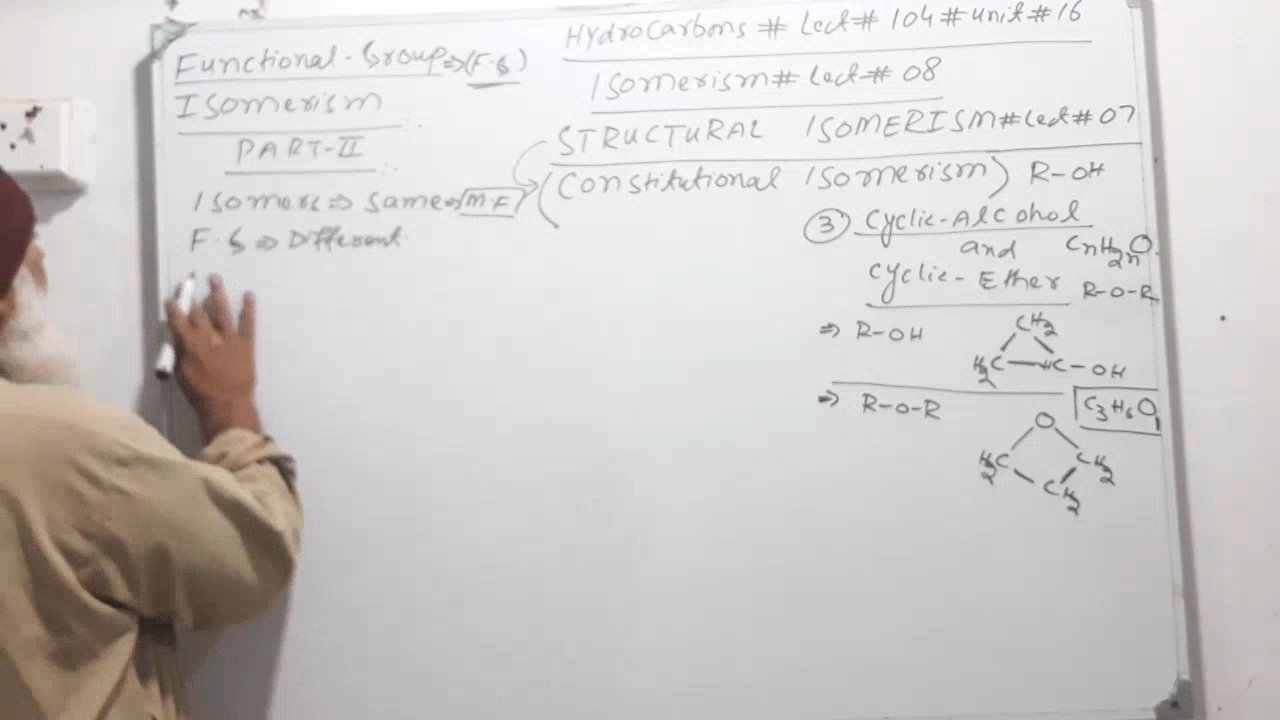 Functional-Group⇒(F.G)
Isomerism
PART-II
Isomers⇒same⇒M.F
F.G⇒Different.
HydroCarbons # Lect# 104#unit#16
Isomerism# Lect# 08
STRUCTURAL ISOMERISM#Lect#07
(Constitutional Isomerism) R-OH
③ Cyclic-Alcohol
and CnH2nO.
Cyclic-Ether R-O-R
⇒ R-OH
CH2
H2C HC-OH
⇒ R-O-R C3H6O
O
H2C CH2
CH2